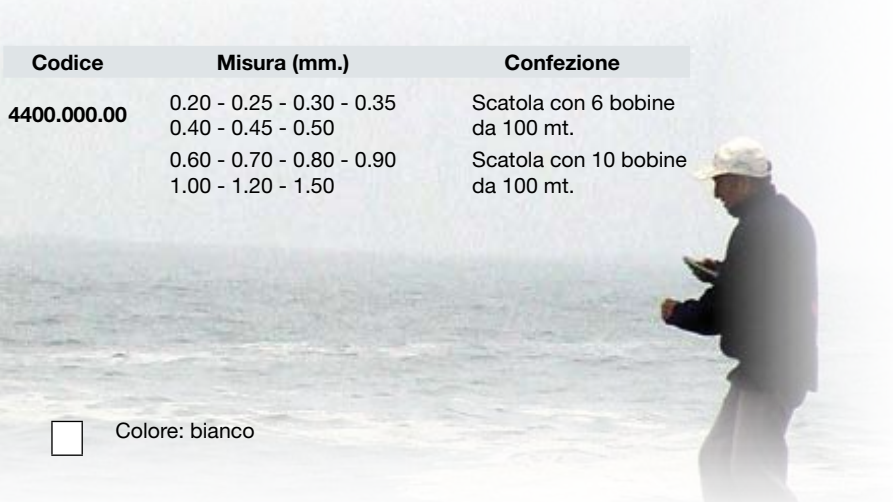 Codice Misura (mm.) Confezione
4400.000.00 0.20 - 0.25 - 0.30 - 0.35 Scatola con 6 bobine
0.40 - 0.45 - 0.50 da 100 mt.
0.60 - 0.70 - 0.80 - 0.90 Scatola con 10 bobine
1.00 - 1.20 - 1.50 da 100 mt.
Colore: bianco